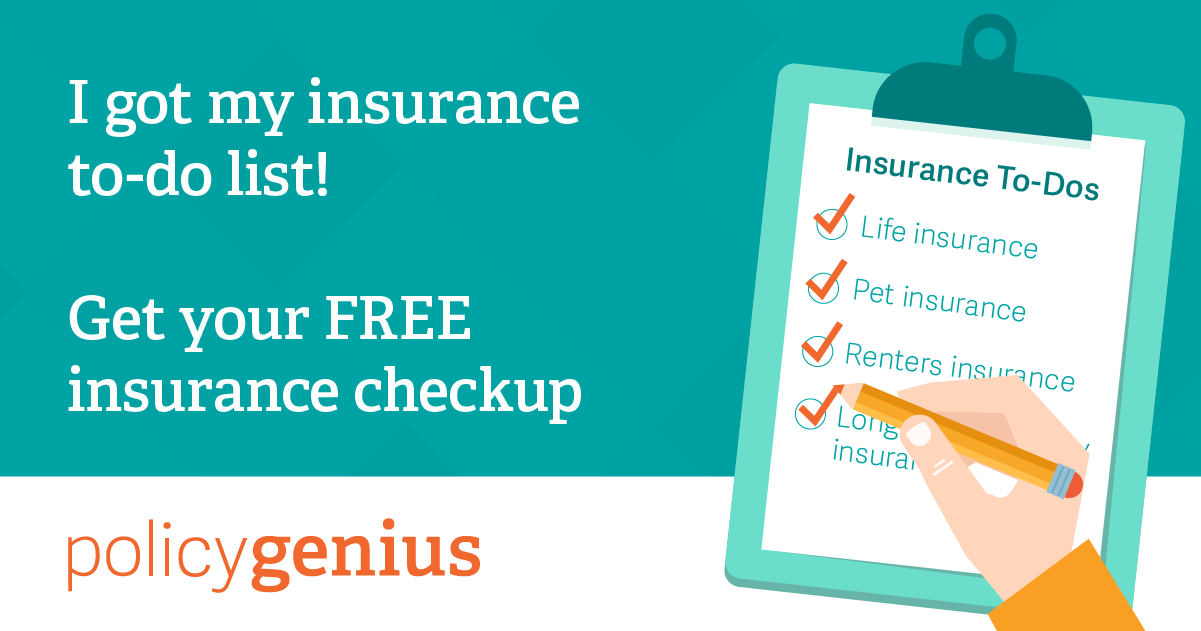 I got my insurance
to-do list!
Get your FREE
insurance checkup
policygenius
Insurance To-Dos
Life insurance
Pet insurance
Renters insurance